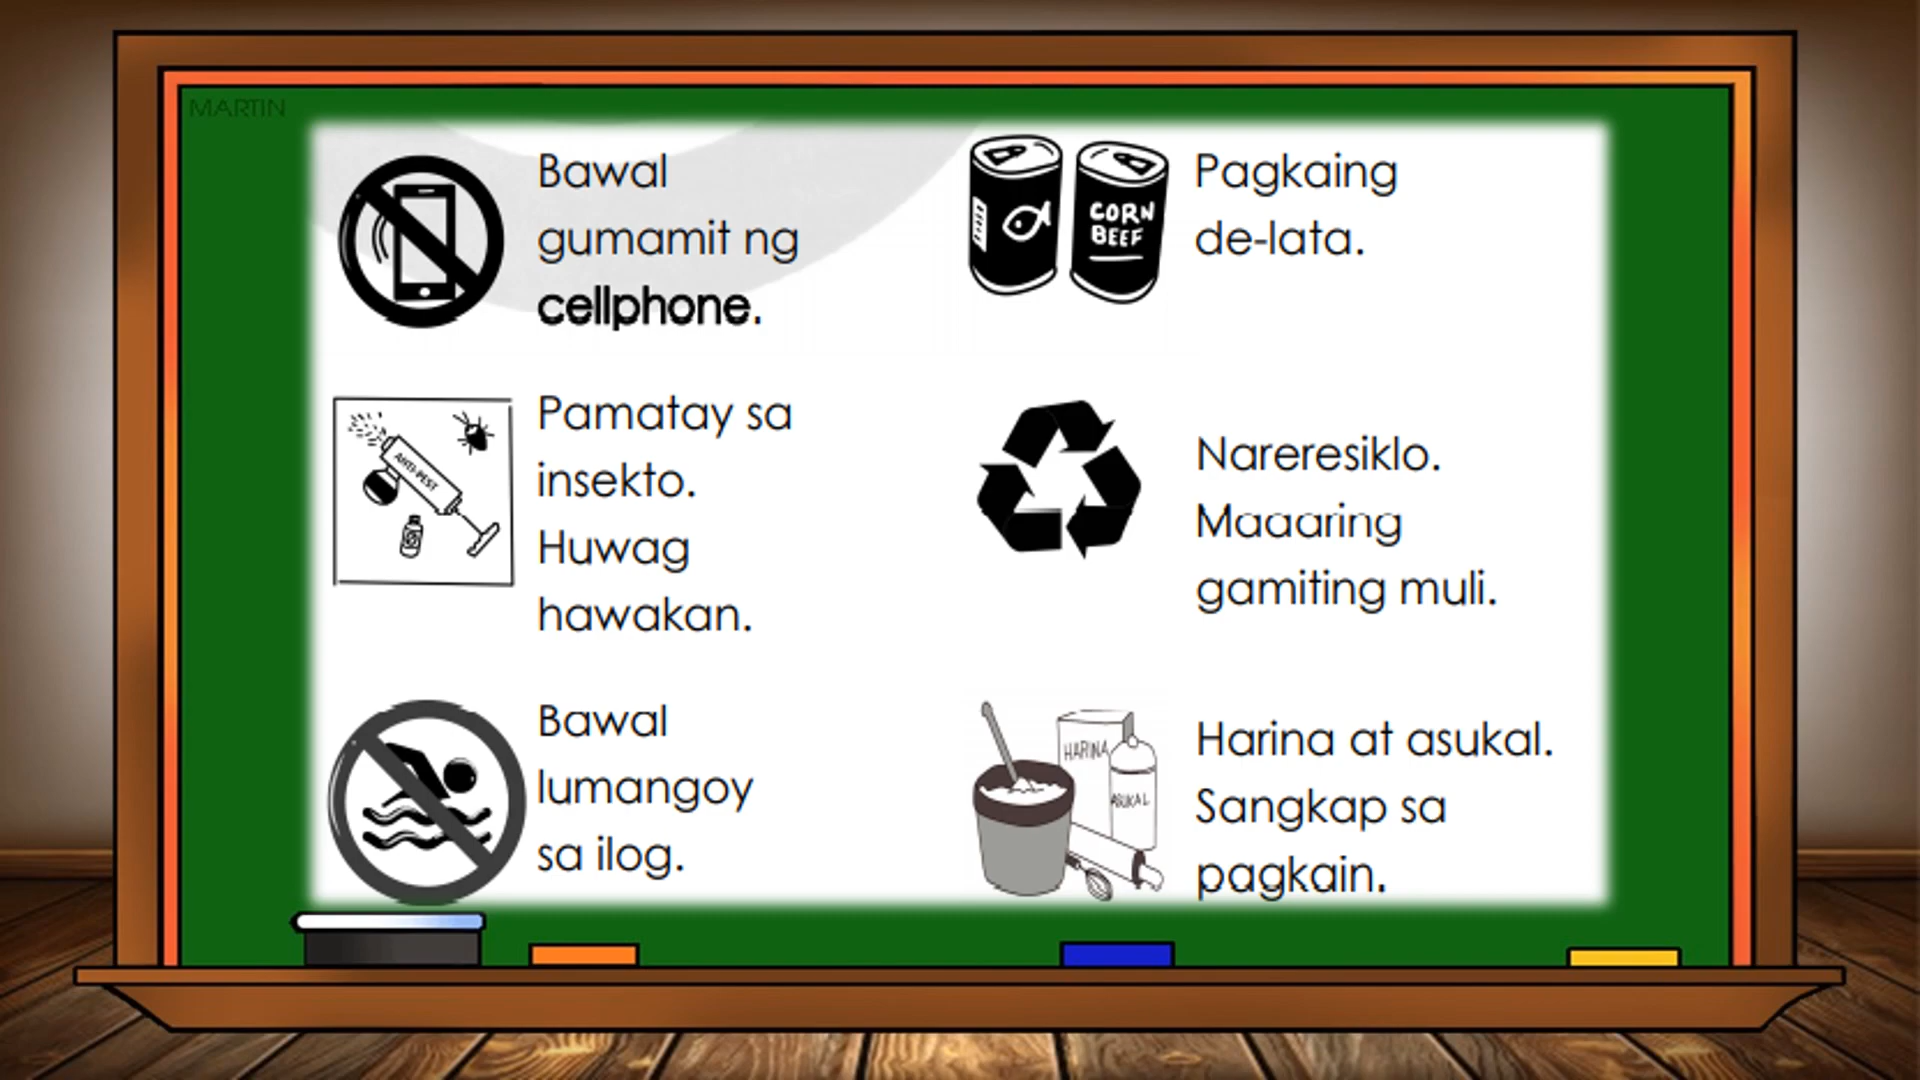 MARTIN
Bawal
gumamit ng
cellphone.
CORN
BEEF
Pagkaing
de-lata.
ANTI-PEST
Pamatay sa
insekto.
Huwag
hawakan.
Nareresiklo.
Maaaring
gamiting muli.
Bawal
lumangoy
sa ilog.
HARINA
ASUKAL
Harina at asukal.
Sangkap sa
pagkain.